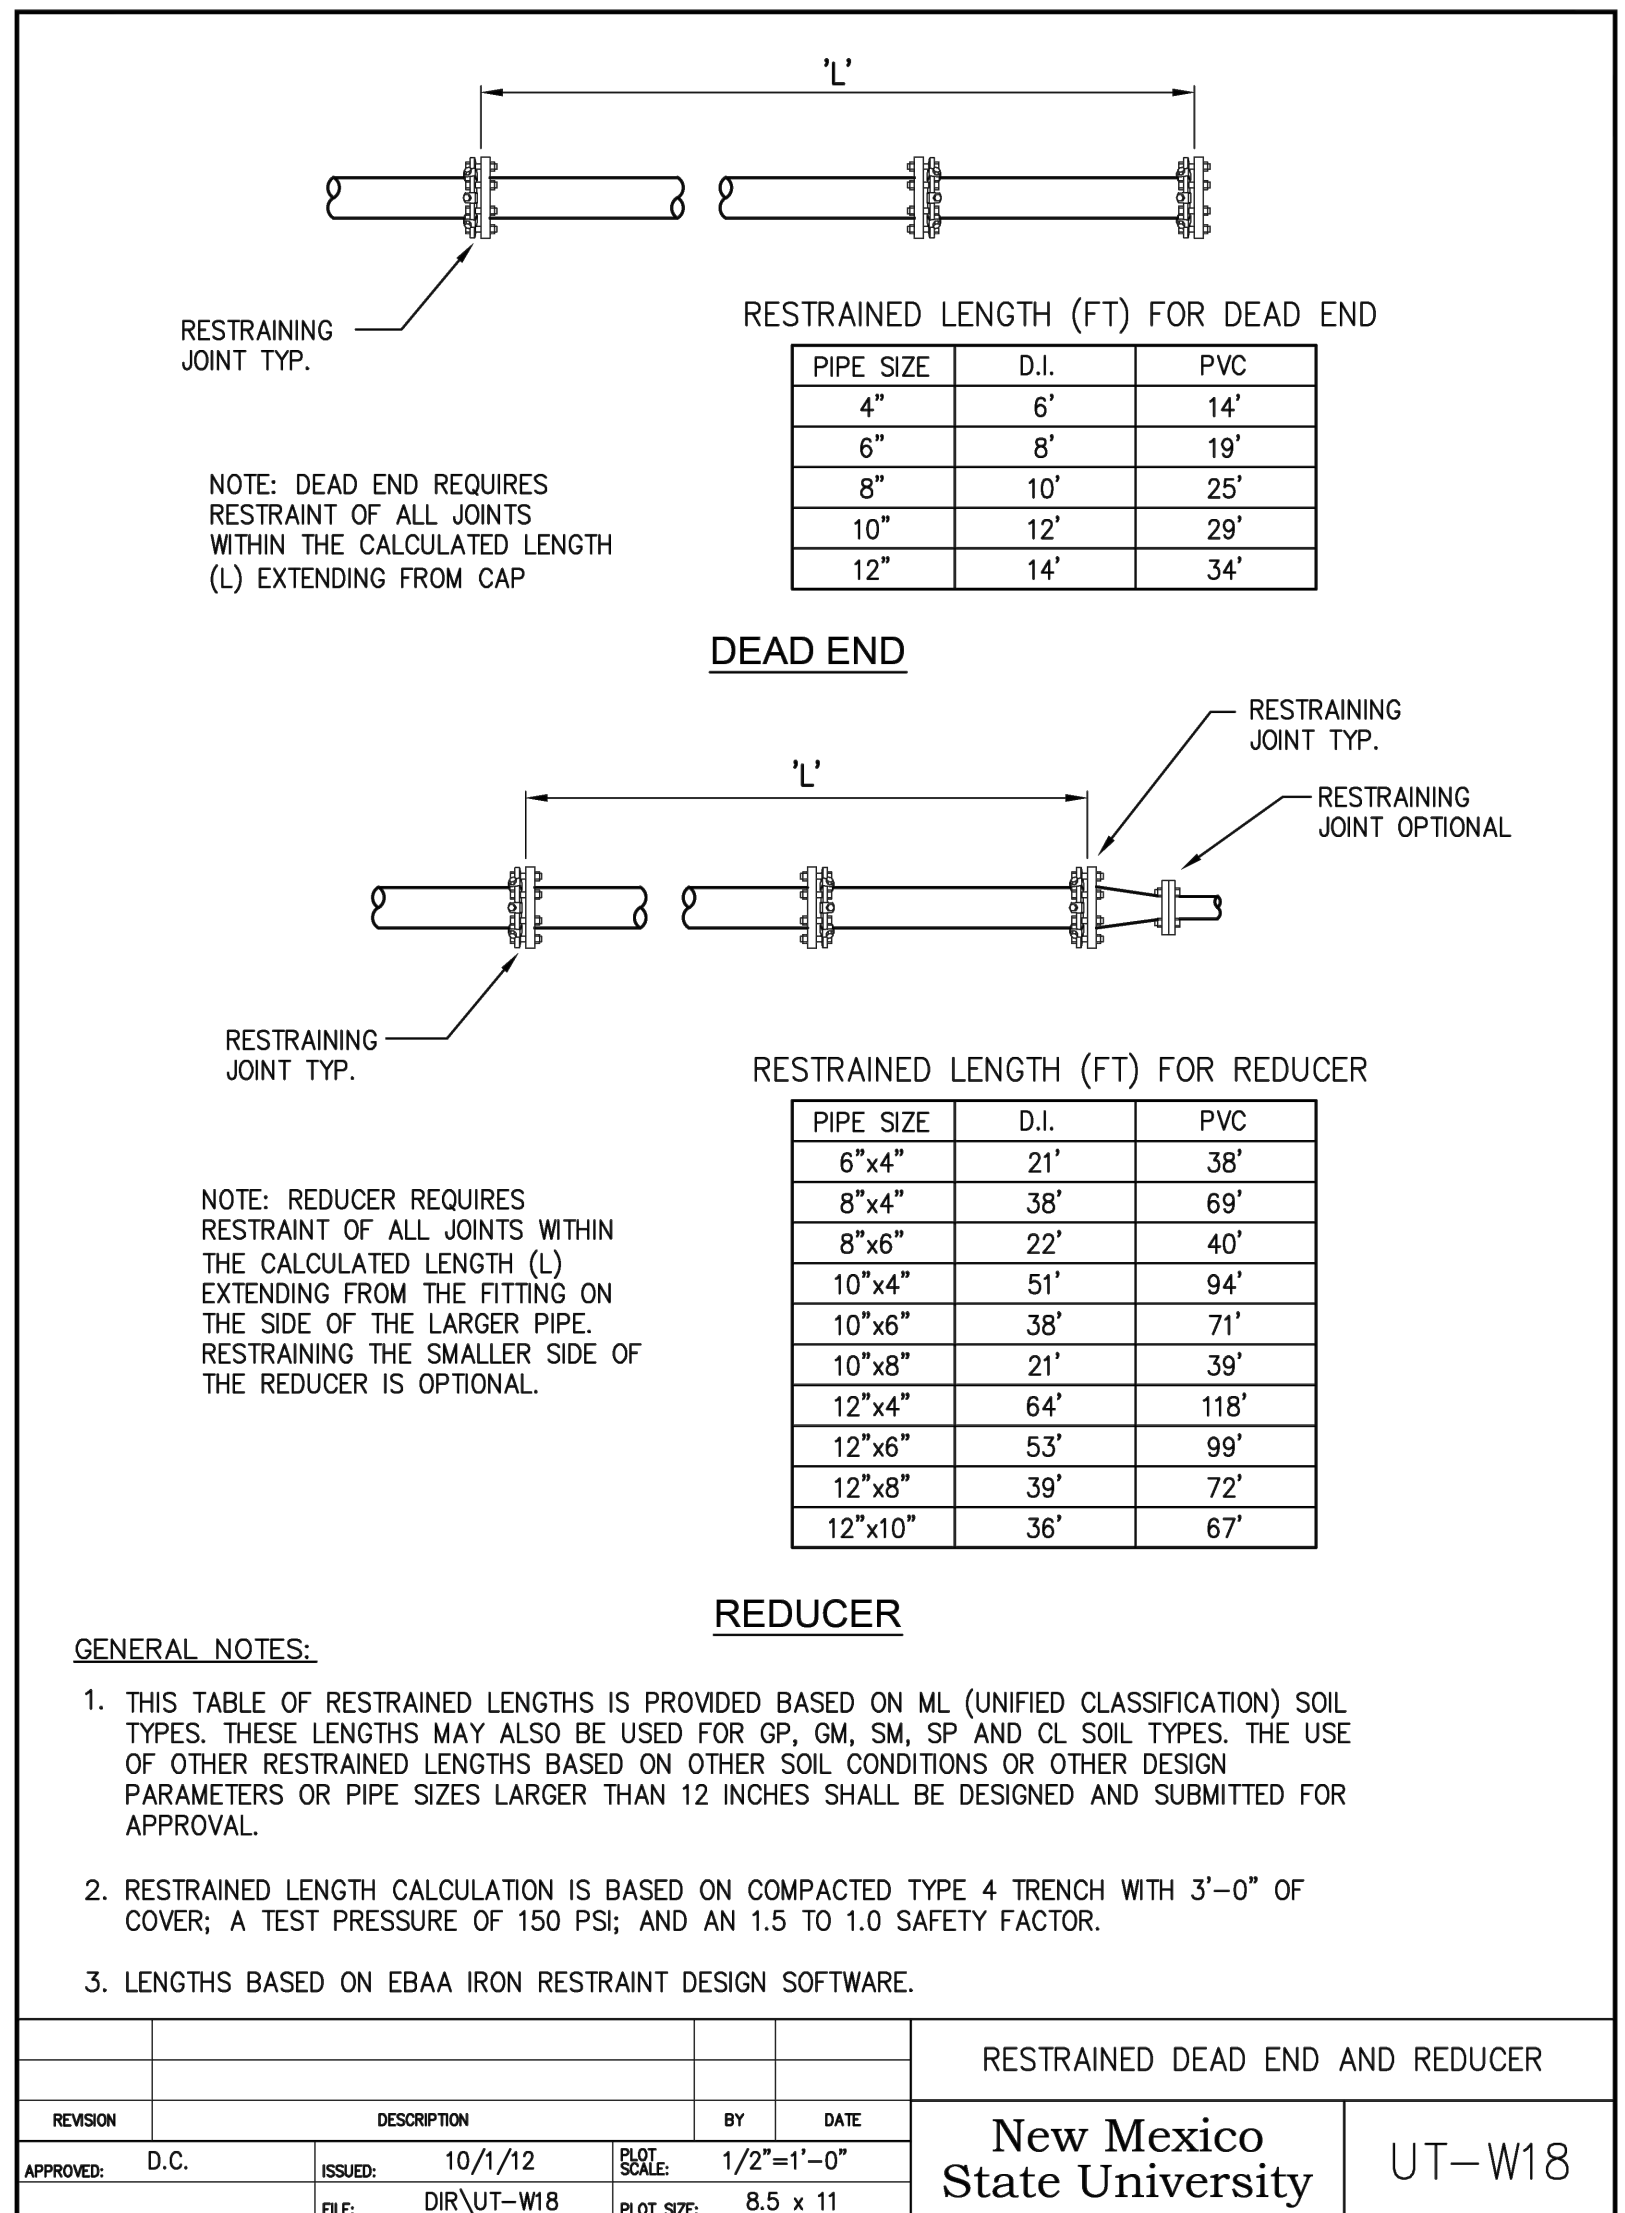 'L'
RESTRAINING
JOINT TYP.
RESTRAINED LENGTH (FT) FOR DEAD END
PIPE SIZE D.I. PVC
4" 6' 14'
6" 8' 19'
8" 10' 25'
10" 12' 29'
12" 14' 34'
NOTE: DEAD END REQUIRES
RESTRAINT OF ALL JOINTS
WITHIN THE CALCULATED LENGTH
(L) EXTENDING FROM CAP
DEAD END
RESTRAINING
JOINT TYP.
'L'
RESTRAINING
JOINT OPTIONAL
RESTRAINING
JOINT TYP.
RESTRAINED LENGTH (FT) FOR REDUCER
PIPE SIZE D.I. PVC
6"x4" 21' 38'
8"x4" 38' 69'
8"x6" 22' 40'
10"x4" 51' 94'
10"x6" 38' 71'
10"x8" 21' 39'
12"x4" 64' 118'
12"x6" 53' 99'
12"x8" 39' 72'
12"x10" 36' 67'
NOTE: REDUCER REQUIRES
RESTRAINT OF ALL JOINTS WITHIN
THE CALCULATED LENGTH (L)
EXTENDING FROM THE FITTING ON
THE SIDE OF THE LARGER PIPE.
RESTRAINING THE SMALLER SIDE OF
THE REDUCER IS OPTIONAL.
REDUCER
GENERAL NOTES:
1. THIS TABLE OF RESTRAINED LENGTHS IS PROVIDED BASED ON ML (UNIFIED CLASSIFICATION) SOIL
TYPES. THESE LENGTHS MAY ALSO BE USED FOR GP, GM, SM, SP AND CL SOIL TYPES. THE USE
OF OTHER RESTRAINED LENGTHS BASED ON OTHER SOIL CONDITIONS OR OTHER DESIGN
PARAMETERS OR PIPE SIZES LARGER THAN 12 INCHES SHALL BE DESIGNED AND SUBMITTED FOR
APPROVAL.
2. RESTRAINED LENGTH CALCULATION IS BASED ON COMPACTED TYPE 4 TRENCH WITH 3'-0" OF
COVER; A TEST PRESSURE OF 150 PSI; AND AN 1.5 TO 1.0 SAFETY FACTOR.
3. LENGTHS BASED ON EBAA IRON RESTRAINT DESIGN SOFTWARE.
RESTRAINED DEAD END AND REDUCER
REVISION DESCRIPTION BY DATE
APPROVED: D.C. ISSUED: 10/1/12 PLOT SCALE: 1/2"=1'-0"
FILE: DIR\UT-W18 PLOT SIZE: 8.5 x 11
New Mexico
State University
UT-W18